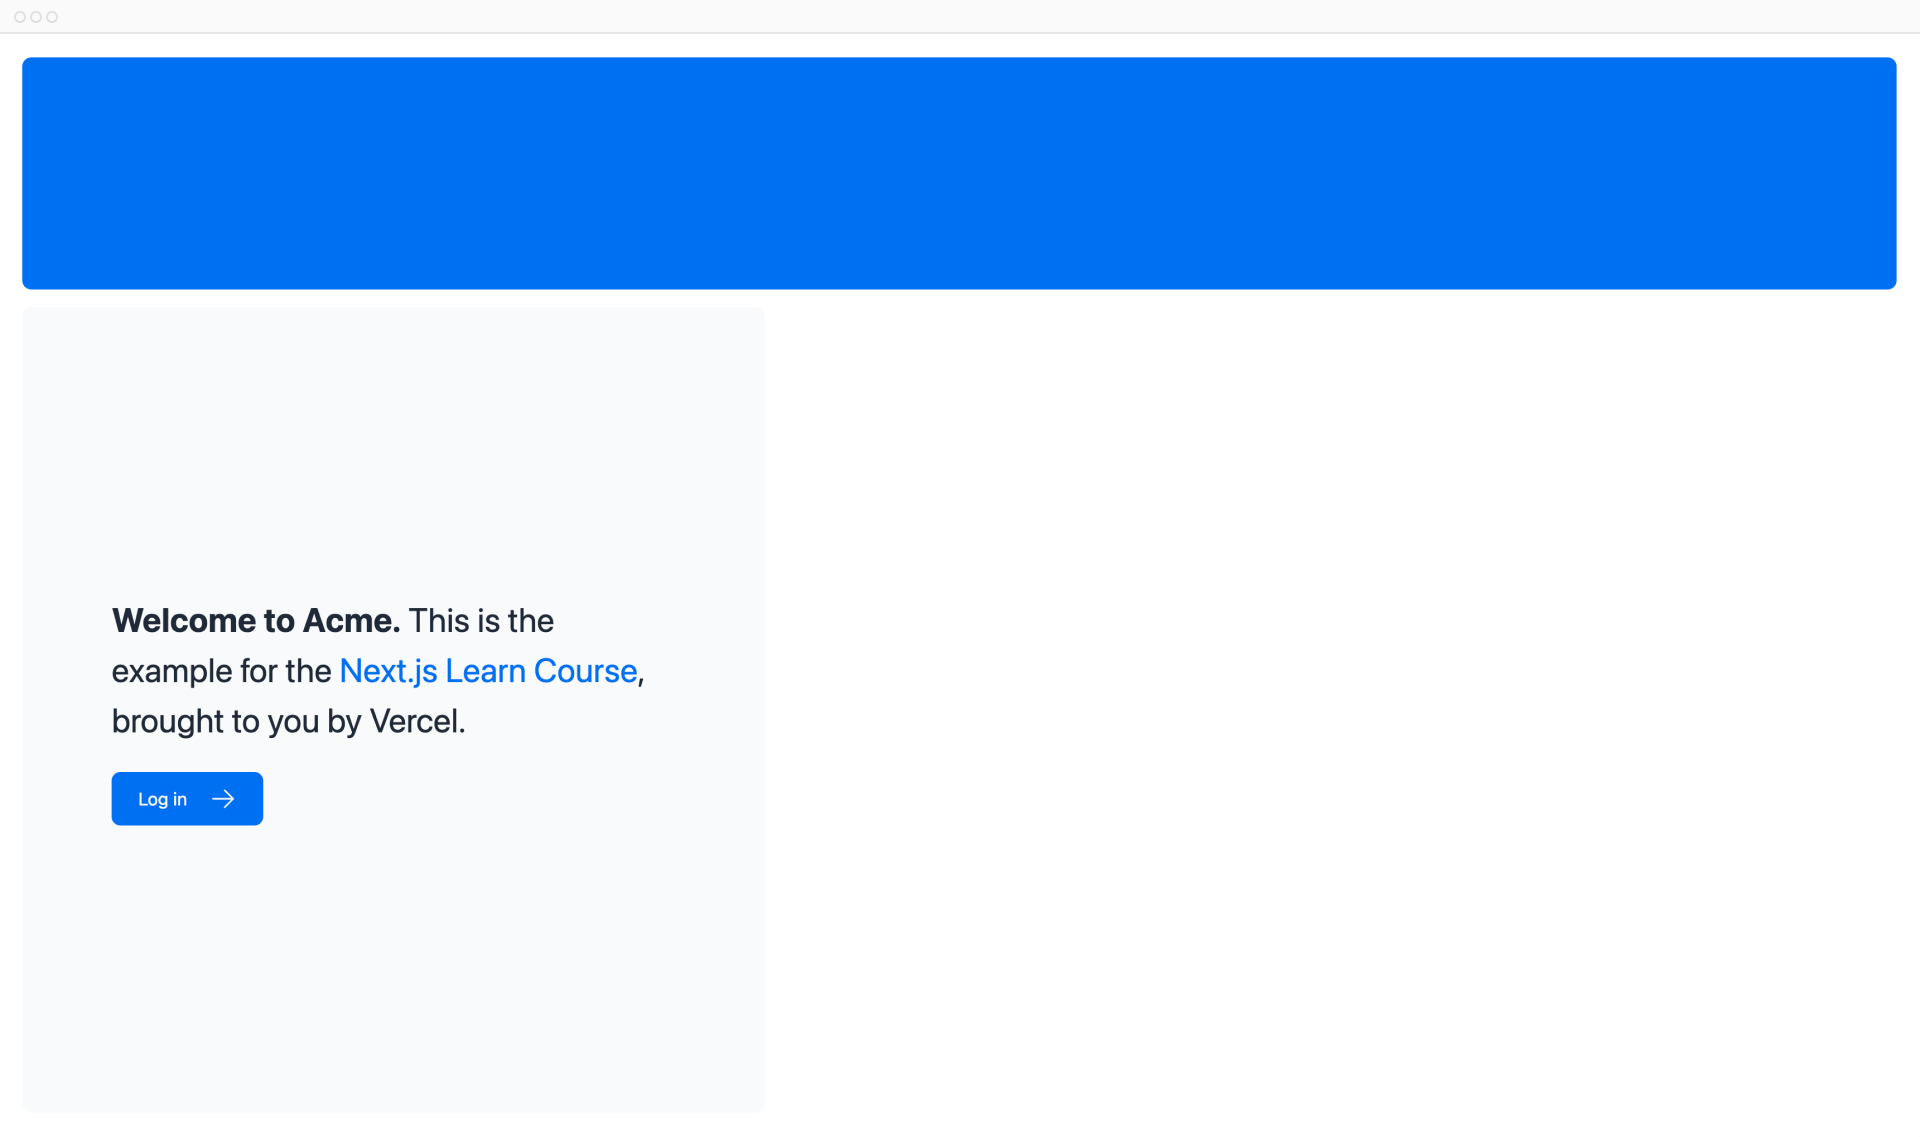 Welcome to Acme. This is the
example for the Next.js Learn Course,
brought to you by Vercel.
Log in